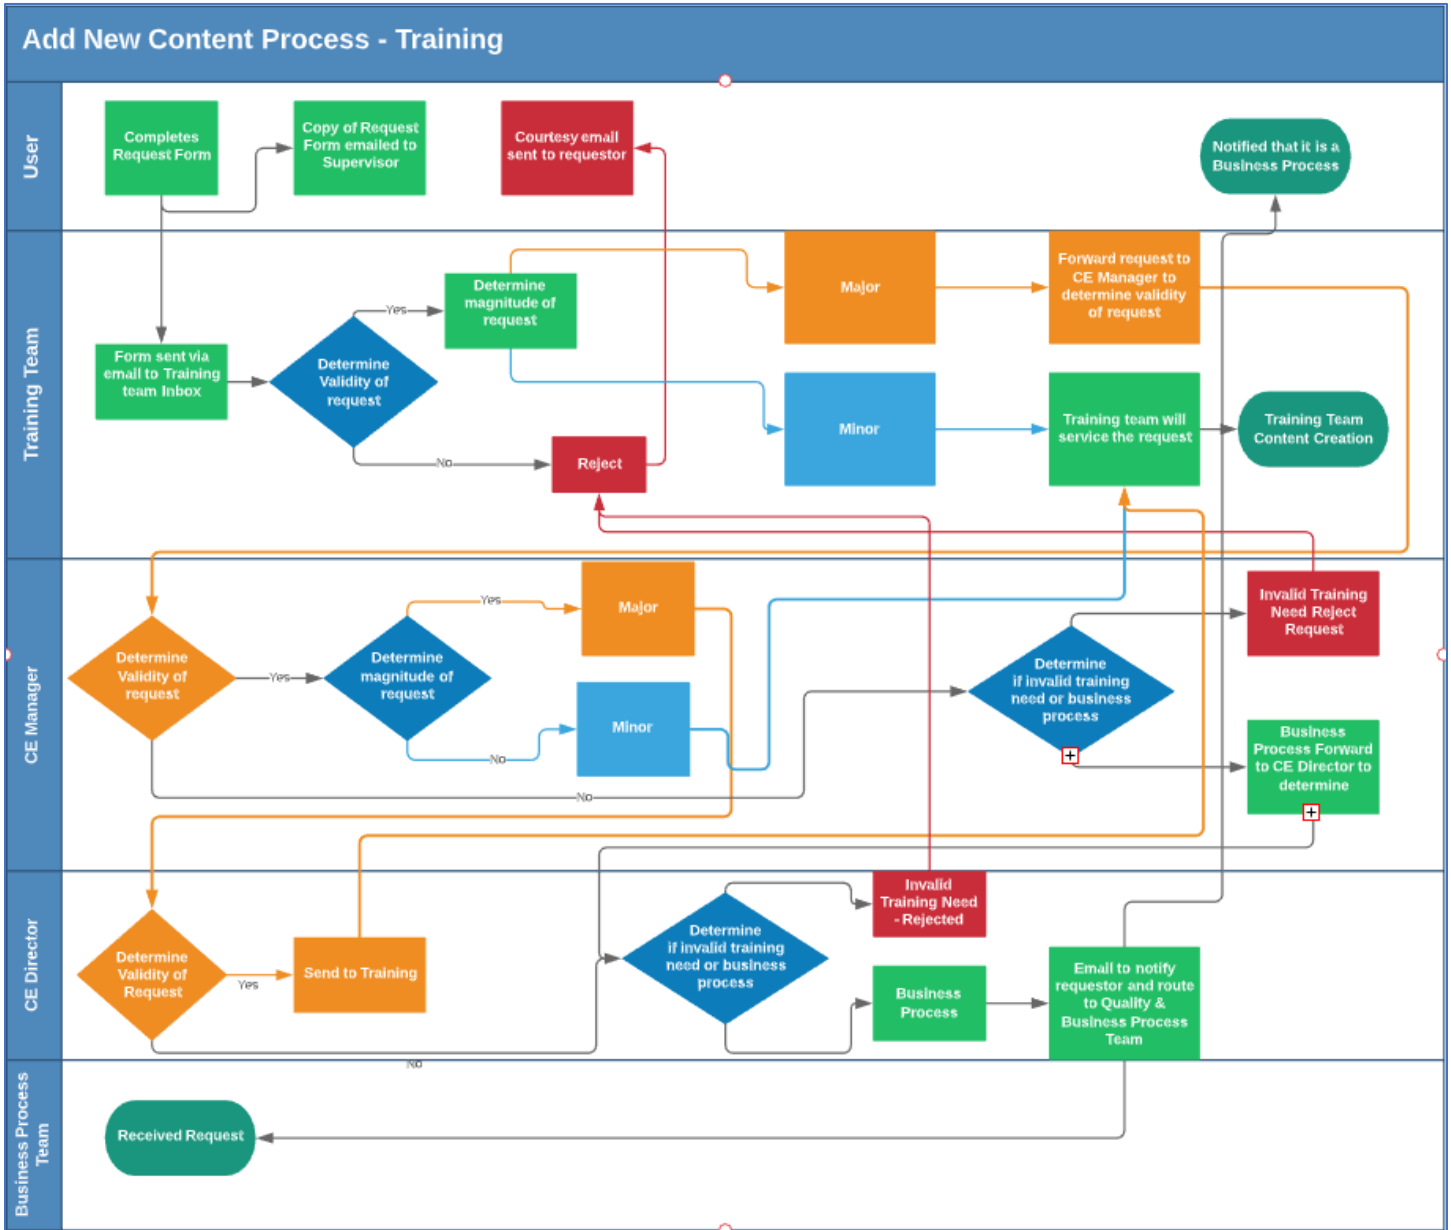 Add New Content Process - Training
User
Completes
Request Form
Copy of Request
Form emailed to
Supervisor
Courtesy email
sent to requestor
Notified that it is a
Business Process
Training Team
Form sent via
email to Training
team Inbox
Determine
Validity of
request
Yes
No
Determine
magnitude of
request
Reject
Major
Minor
Forward request to
CE Manager to
determine validity
of request
Training team will
service the request
Training Team
Content Creation
CE Manager
Determine
Validity of
request
Yes
No
Determine
magnitude of
request
Yes
No
Major
Minor
Determine
if invalid training
need or business
process
Invalid Training
Need Reject
Request
Business
Process Forward
to CE Director to
determine
CE Director
Determine
Validity of
Request
Yes
No
Send to Training
Determine
if invalid training
need or business
process
Invalid
Training Need
- Rejected
Business
Process
Email to notify
requestor and route
to Quality &
Business Process
Team
Business Process
Team
Received Request